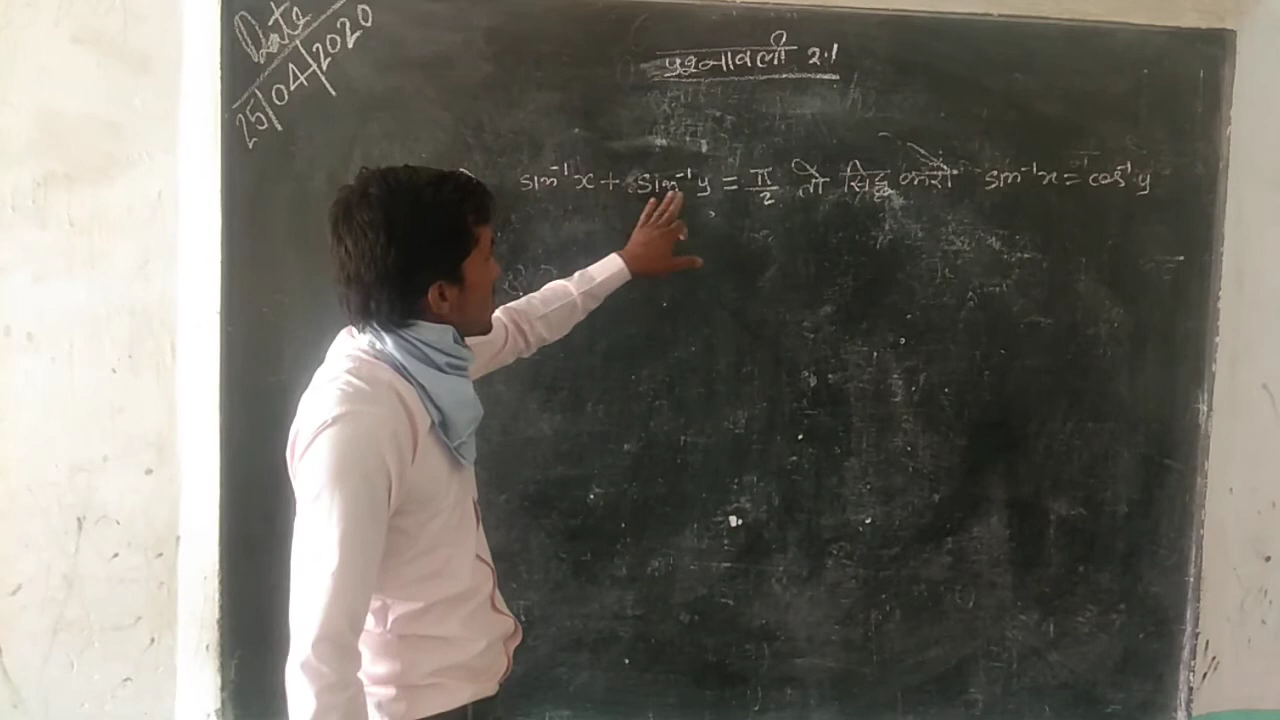 Date
25/04/2020
प्रश्नावली 2.1
sin⁻¹x + sin⁻¹y = π/2 तो सिद्ध करो sin⁻¹x = cos⁻¹y